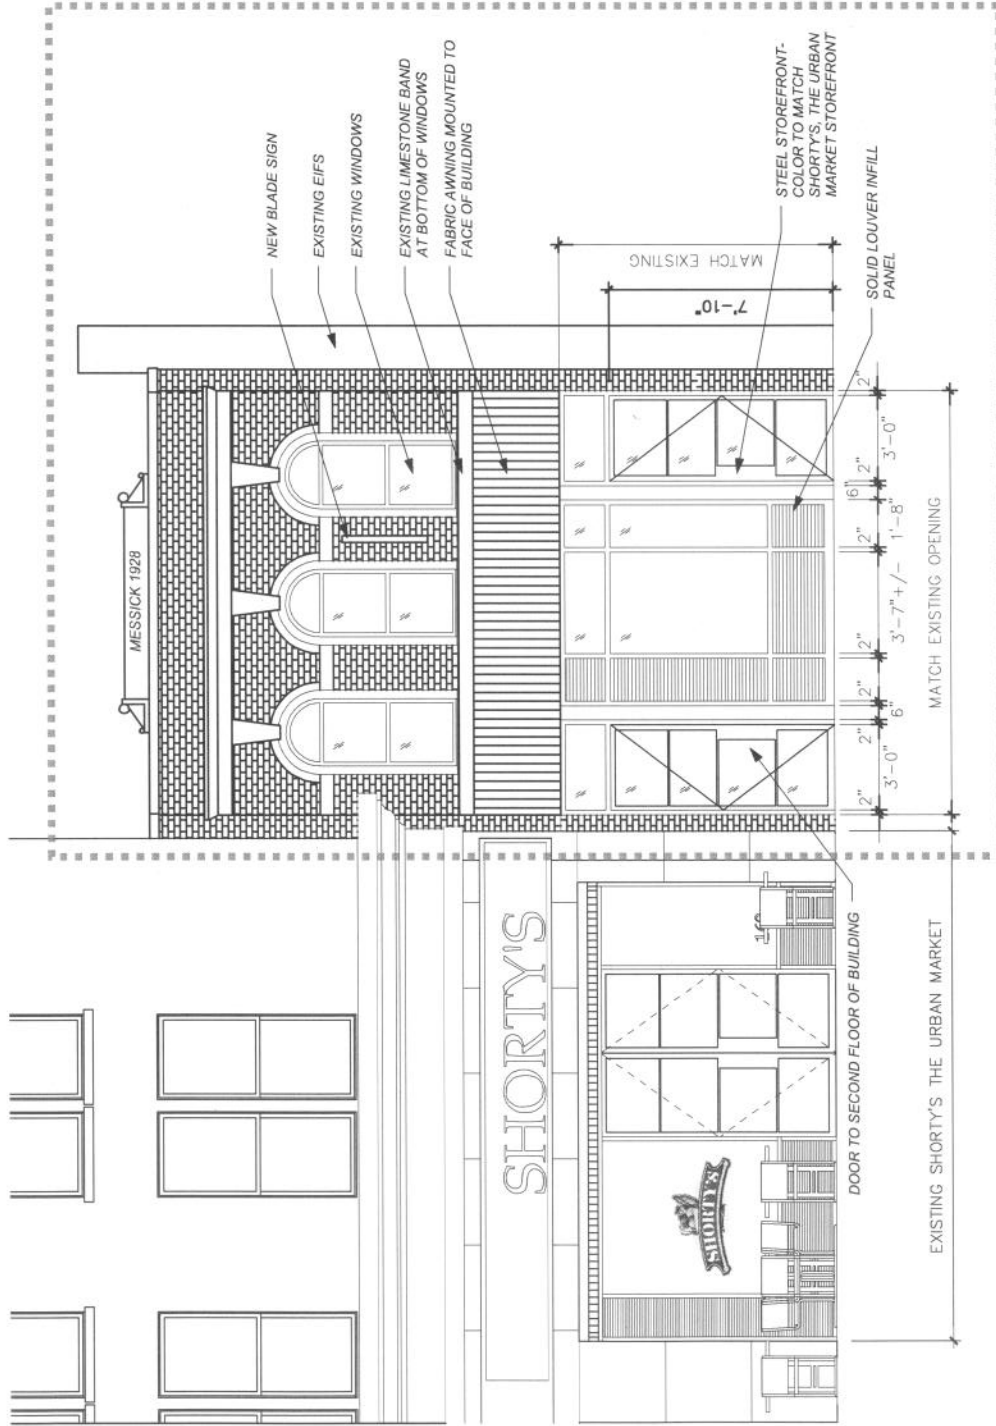 MESSICK 1928
NEW BLADE SIGN
EXISTING EIFS
EXISTING WINDOWS
EXISTING LIMESTONE BAND
AT BOTTOM OF WINDOWS
FABRIC AWNING MOUNTED TO
FACE OF BUILDING
SHORTY'S
SHORTY'S
MATCH EXISTING
7'-10"
STEEL STOREFRONT-
COLOR TO MATCH
SHORTY'S, THE URBAN
MARKET STOREFRONT
SOLID LOUVER INFILL
PANEL
2"
3'-0"
2"
6"
2"
2"
3'-7"+/-
1'-8"
6"
2"
3'-0"
2"
DOOR TO SECOND FLOOR OF BUILDING
EXISTING SHORTY'S THE URBAN MARKET
MATCH EXISTING OPENING